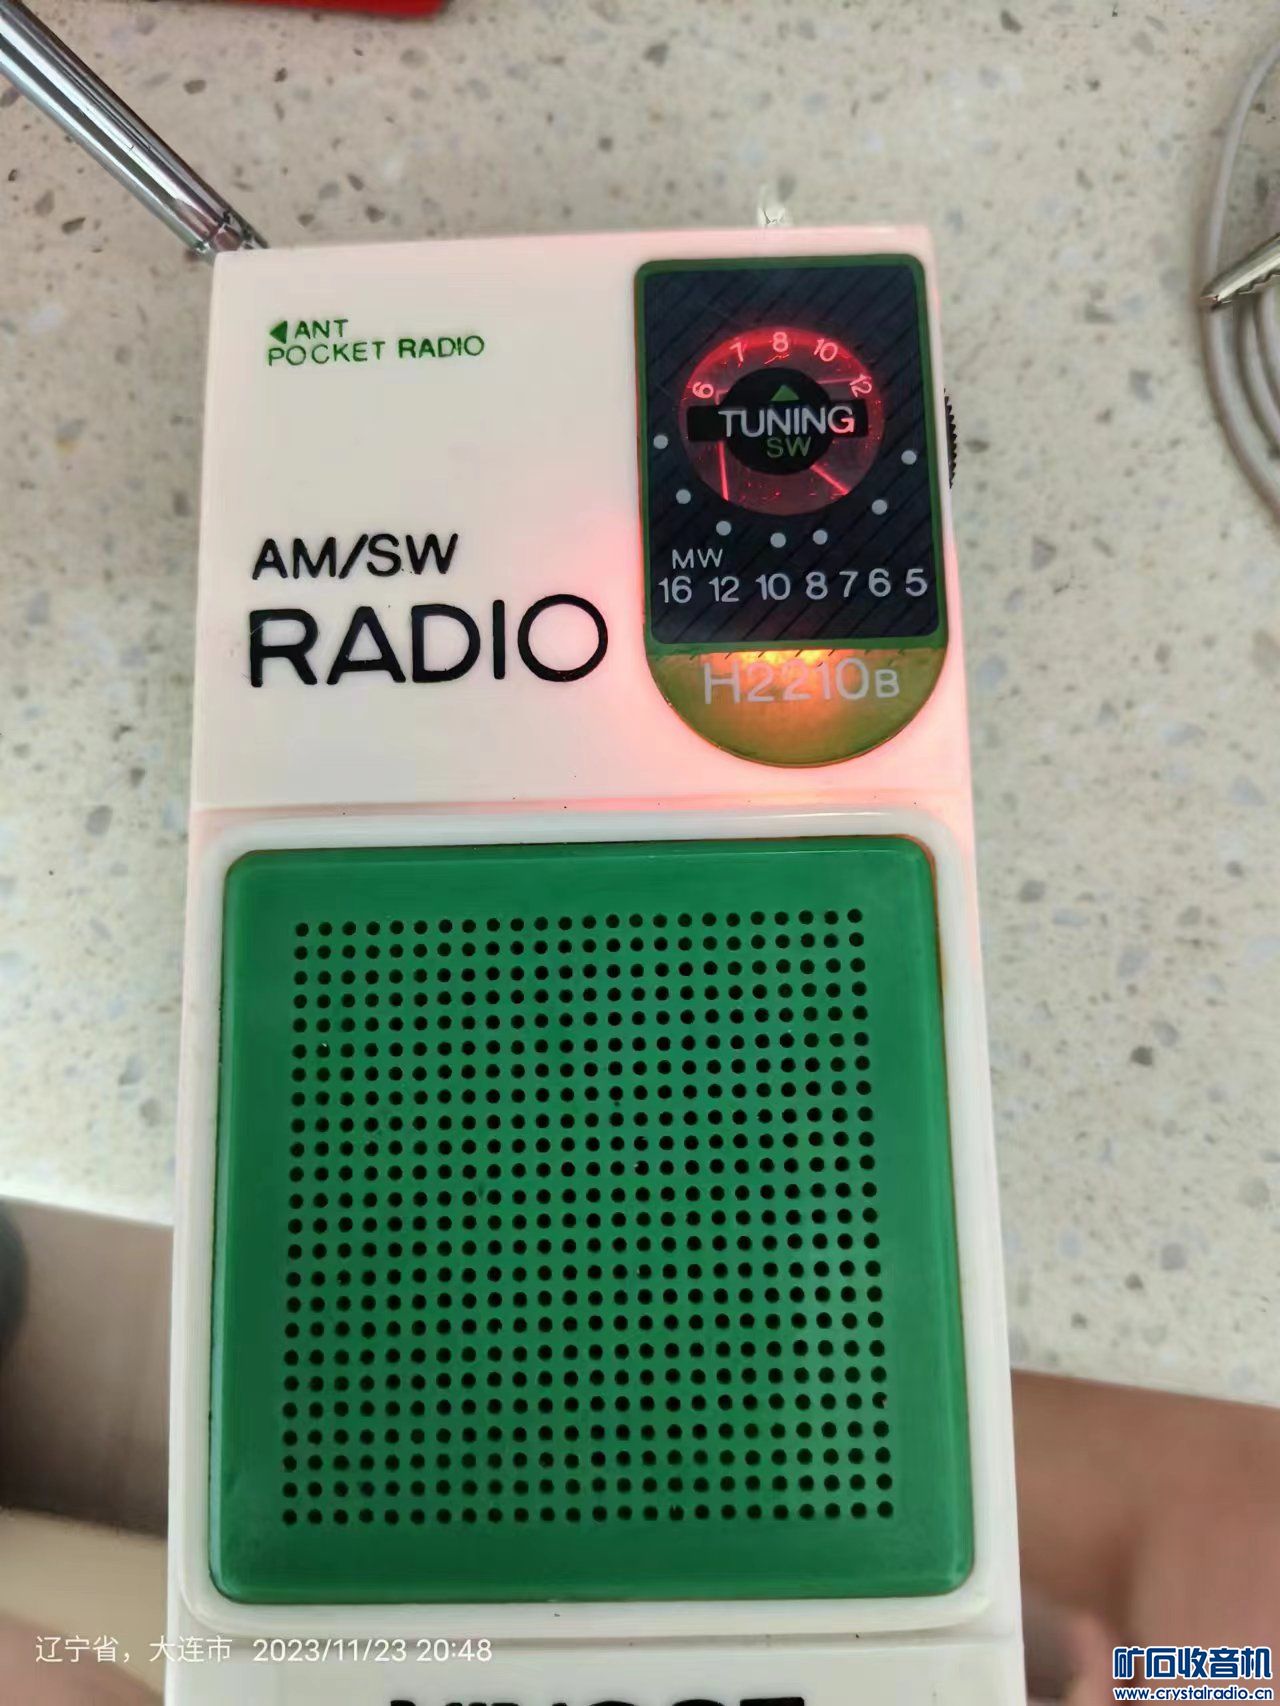 ◀ANT
POCKET RADIO
6 7 8 10 12
TUNING
SW
AM/SW
RADIO
MW
16 12 10 8 7 6 5
H2210B
辽宁省，大连市 2023/11/23 20:48
矿石收音机
www.crystalradio.cn